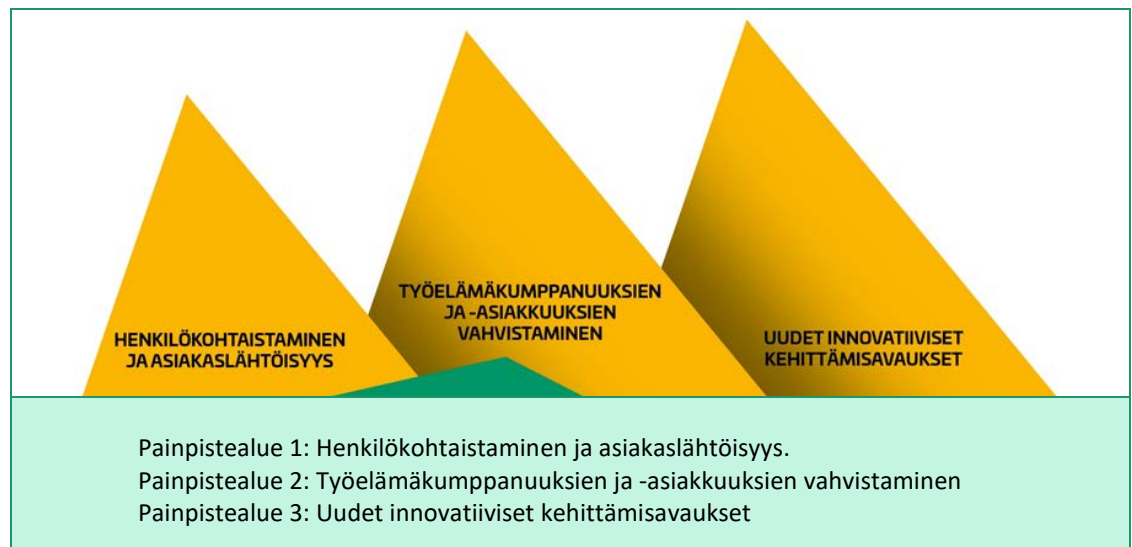 HENKILÖKOHTAISTAMINEN
JA ASIAKASLÄHTÖISYYS
TYÖELÄMÄKUMPPANUUKSIEN
JA -ASIAKKUUKSIEN
VAHVISTAMINEN
UUDET INNOVATIIVISET
KEHITTÄMISAVAUKSET
Painpistealue 1: Henkilökohtaistaminen ja asiakaslähtöisyys.
Painpistealue 2: Työelämäkumppanuuksien ja -asiakkuuksien vahvistaminen
Painpistealue 3: Uudet innovatiiviset kehittämisavaukset